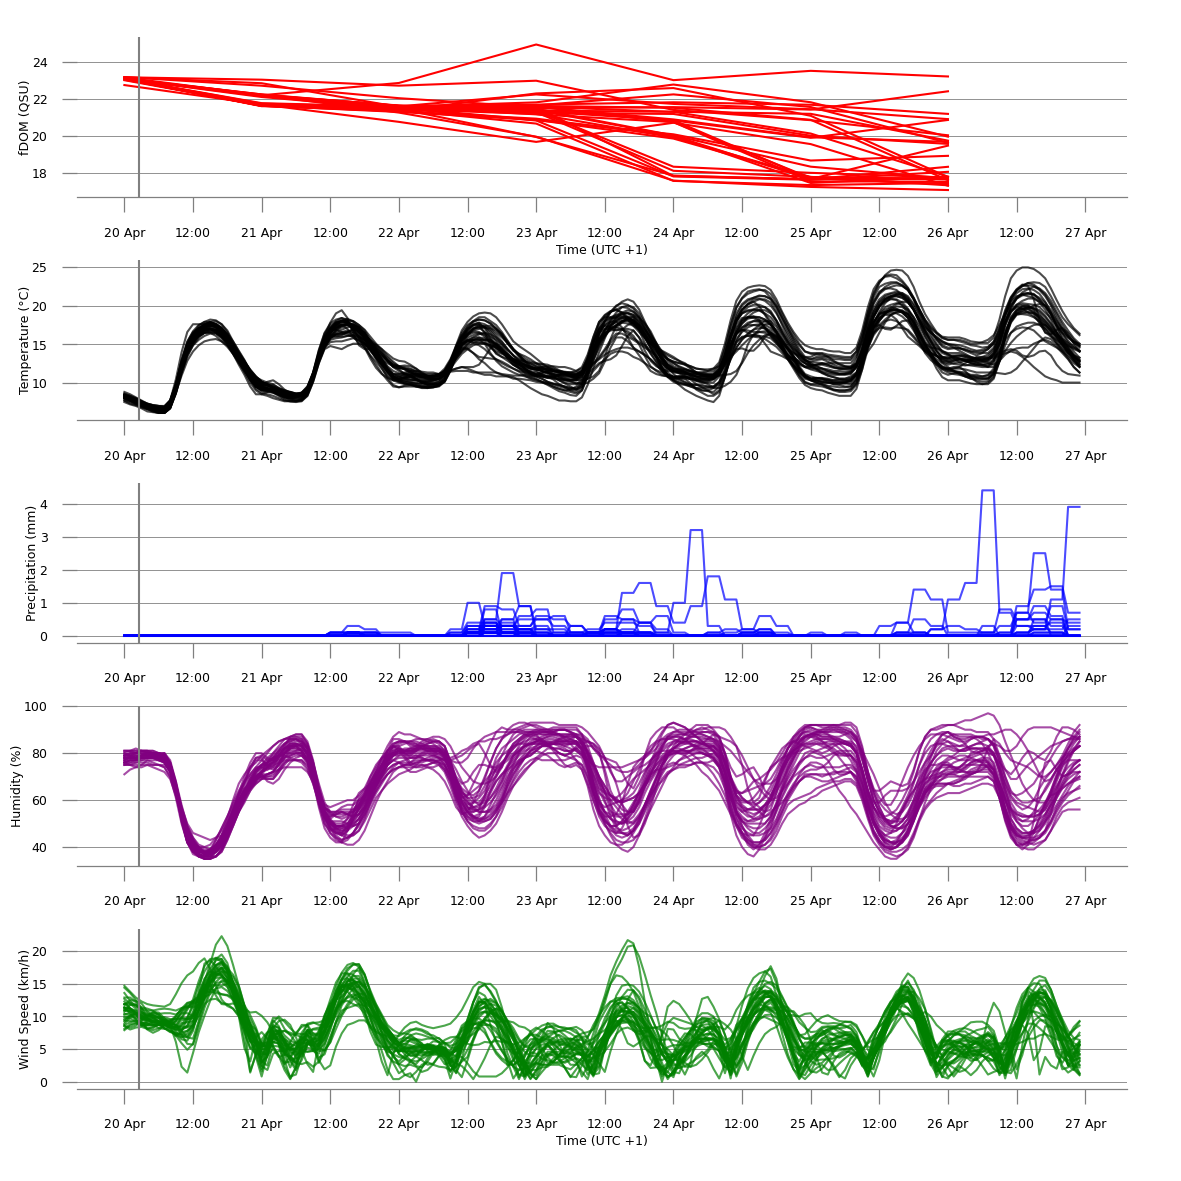 fDOM (QSU)
24
22
20
18
20 Apr 12:00 21 Apr 12:00 22 Apr 12:00 23 Apr 12:00 24 Apr 12:00 25 Apr 12:00 26 Apr 12:00 27 Apr
Time (UTC +1)
Temperature (°C)
25
20
15
10
20 Apr 12:00 21 Apr 12:00 22 Apr 12:00 23 Apr 12:00 24 Apr 12:00 25 Apr 12:00 26 Apr 12:00 27 Apr
Precipitation (mm)
4
3
2
1
0
20 Apr 12:00 21 Apr 12:00 22 Apr 12:00 23 Apr 12:00 24 Apr 12:00 25 Apr 12:00 26 Apr 12:00 27 Apr
Humidity (%)
100
80
60
40
20 Apr 12:00 21 Apr 12:00 22 Apr 12:00 23 Apr 12:00 24 Apr 12:00 25 Apr 12:00 26 Apr 12:00 27 Apr
Wind Speed (km/h)
20
15
10
5
0
20 Apr 12:00 21 Apr 12:00 22 Apr 12:00 23 Apr 12:00 24 Apr 12:00 25 Apr 12:00 26 Apr 12:00 27 Apr
Time (UTC +1)